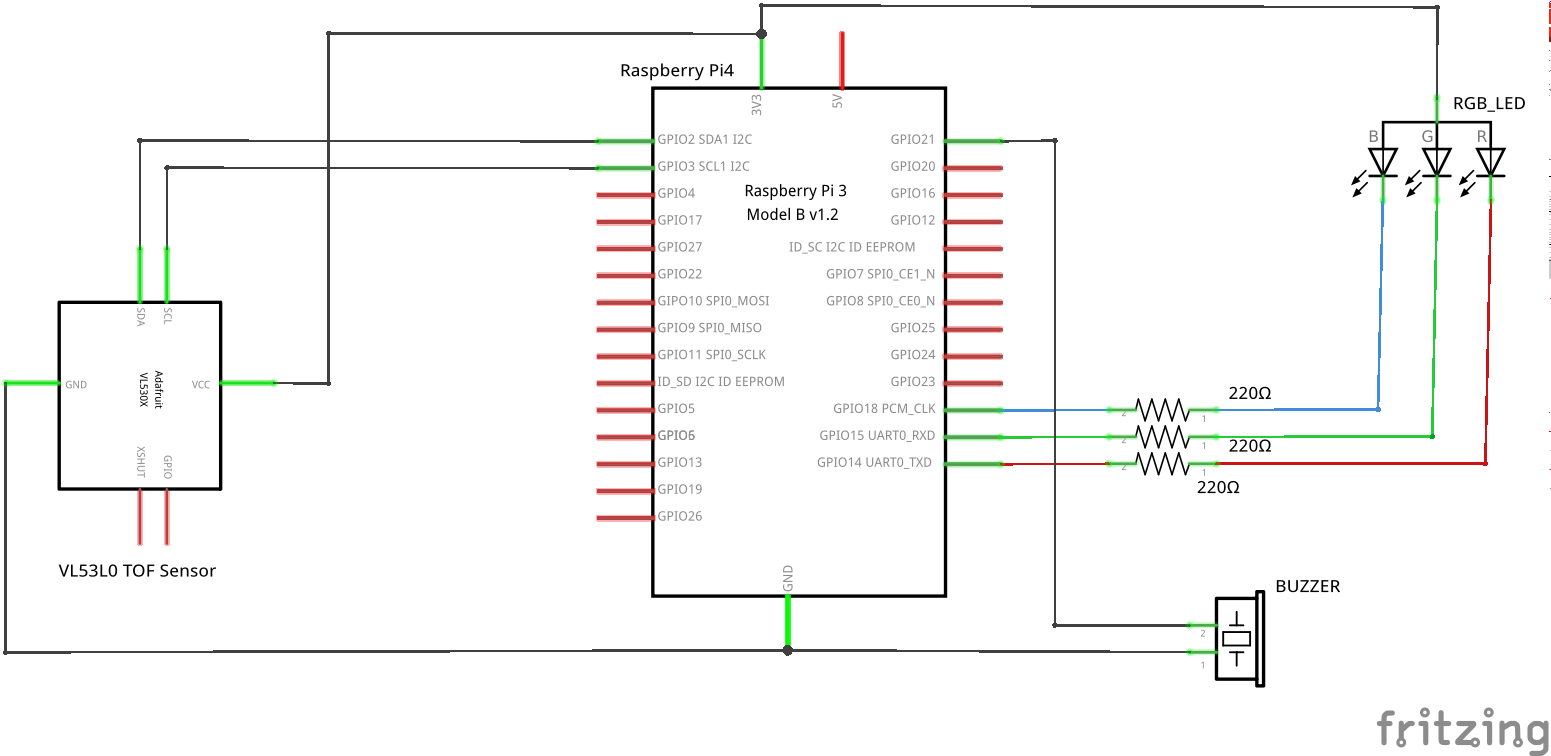 Raspberry Pi4
3V3
5V
RGB_LED
B
G
R
GPIO2 SDA1 I2C
GPIO21
GPIO3 SCL1 I2C
GPIO20
GPIO4
Raspberry Pi 3
GPIO16
GPIO17
Model B v1.2
GPIO12
GPIO27
ID_SC I2C ID EEPROM
GPIO22
GPIO7 SPI0_CE1_N
GIPO10 SPI0_MOSI
GPIO8 SPI0_CE0_N
GPIO9 SPI0_MISO
GPIO25
GPIO11 SPI0_SCLK
GPIO24
ID_SD I2C ID EEPROM
GPIO23
GPIO5
GPIO18 PCM_CLK
GPIO6
GPIO15 UART0_RXD
GPIO13
GPIO14 UART0_TXD
GPIO19
GPIO26
GND
SDA
SCL
GND
Adafruit
VL530X
VCC
XSHUT
GPIO
VL53L0 TOF Sensor
220Ω
2
1
220Ω
2
1
220Ω
2
1
BUZZER
2
1
fritzing